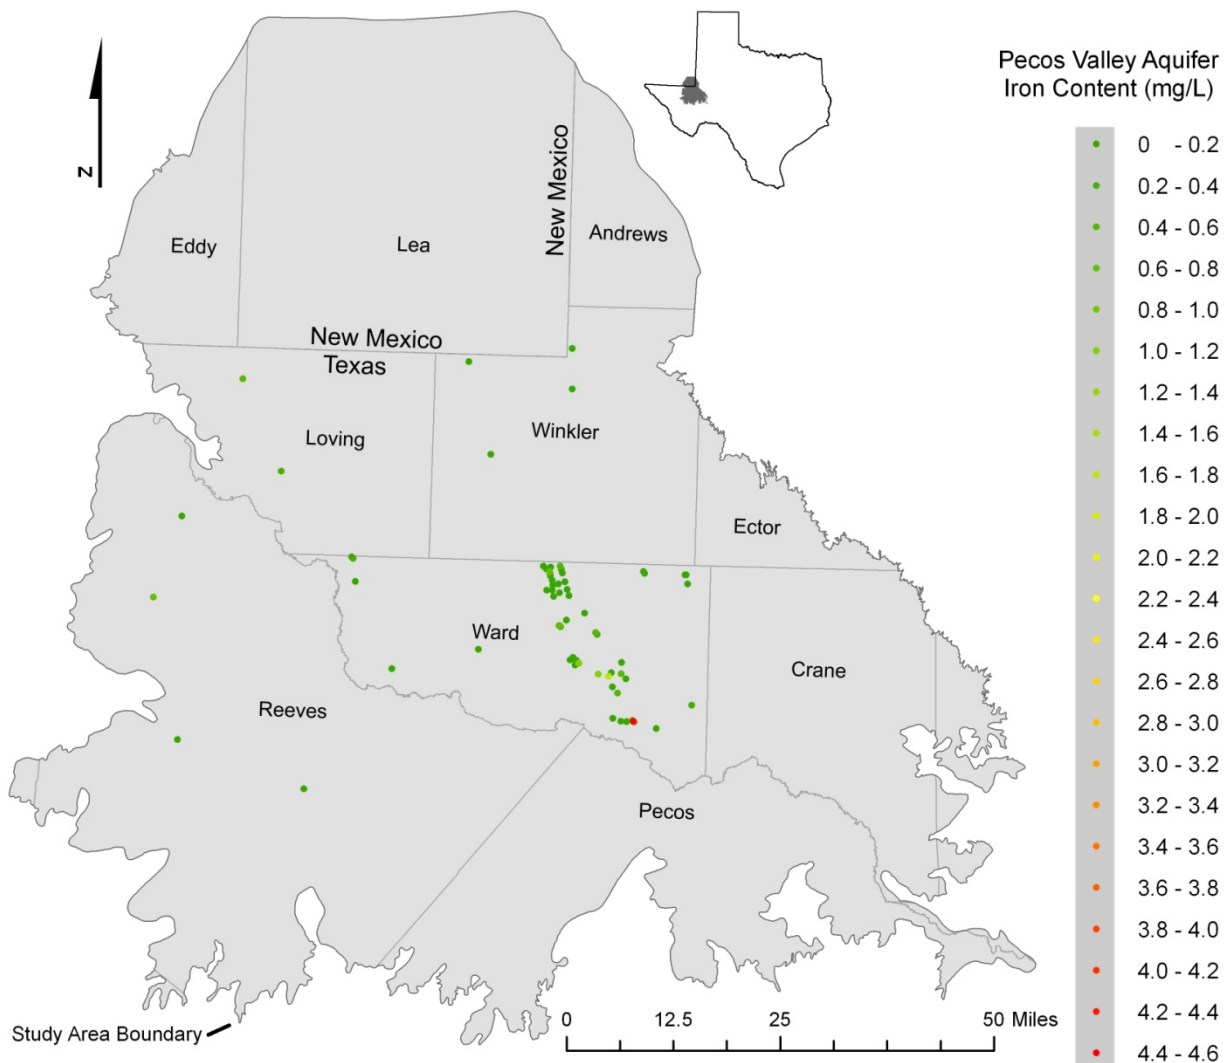 Pecos Valley Aquifer
Iron Content (mg/L)
0 - 0.2
0.2 - 0.4
0.4 - 0.6
0.6 - 0.8
0.8 - 1.0
1.0 - 1.2
1.2 - 1.4
1.4 - 1.6
1.6 - 1.8
1.8 - 2.0
2.0 - 2.2
2.2 - 2.4
2.4 - 2.6
2.6 - 2.8
2.8 - 3.0
3.0 - 3.2
3.2 - 3.4
3.4 - 3.6
3.6 - 3.8
3.8 - 4.0
4.0 - 4.2
4.2 - 4.4
4.4 - 4.6
N
New Mexico
Eddy
Lea
Andrews
New Mexico
Texas
Loving
Winkler
Ector
Ward
Crane
Reeves
Pecos
Study Area Boundary
0 12.5 25 50 Miles